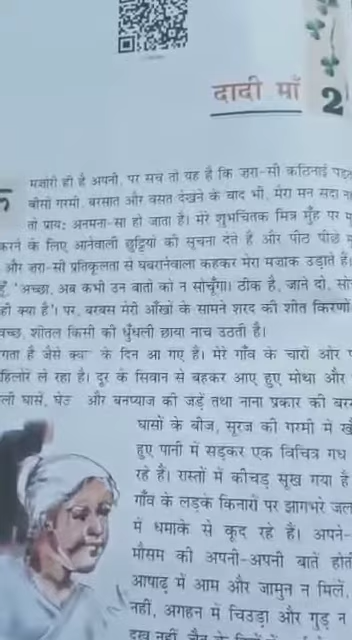 दादी माँ
2
मज़ोरी ही है अपनी, पर सच तो यह है कि ज़रा-सी कठिनाई पड़त
बीसों गरमी, बरसात और वसंत देखने के बाद भी, मेरा मन सदा न
तो प्रायः अनमना-सा हो जाता है। मेरे शुभचिंतक मित्र मुँह पर म
करने के लिए आनेवाली छुट्टियों की सूचना देते हैं और पीठ पीछे म
और ज़रा-सी प्रतिकूलता से घबरानेवाला कहकर मेरा मज़ाक उड़ाते हैं।
'अच्छा, अब कभी उन बातों को न सोचूँगा। ठीक है, जाने दो, सो
ही क्या है'। पर, बरबस मेरी आँखों के सामने शरद की शीत किरणों
वच्छ, शीतल किसी की धुँधली छाया नाच उठती है।
गता है जैसे क्वा के दिन आ गए हैं। मेरे गाँव के चारों ओर प
हिलोरें ले रहा है। दूर के सिवान से बहकर आए हुए मोथा और
ली घासें, घेउ और बनप्याज की जड़ें तथा नाना प्रकार की बर
घासों के बीज, सूरज की गरमी में खै
हुए पानी में सड़कर एक विचित्र गंध
रहे हैं। रास्तों में कीचड़ सूख गया है
गाँव के लड़के किनारों पर झागभरे जल
में धमाके से कूद रहे हैं। अपने-
मौसम की अपनी-अपनी बातें होती
आषाढ़ में आम और जामुन न मिलें,
नहीं, अगहन में चिउड़ा और गुड़ न